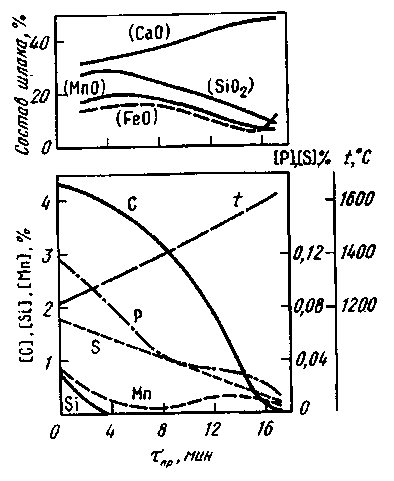 Состав шлака, %
40
20
0
(CaO)
(MnO)
(SiO₂)
(FeO)
[P],[S],% t,°C
[C], [Si], [Mn], %
4
3
2
1
C
t
P
S
Mn
Si
0,12
0,08
0,04
0
1600
1400
1200
0 4 8 12 16
τпр, мин